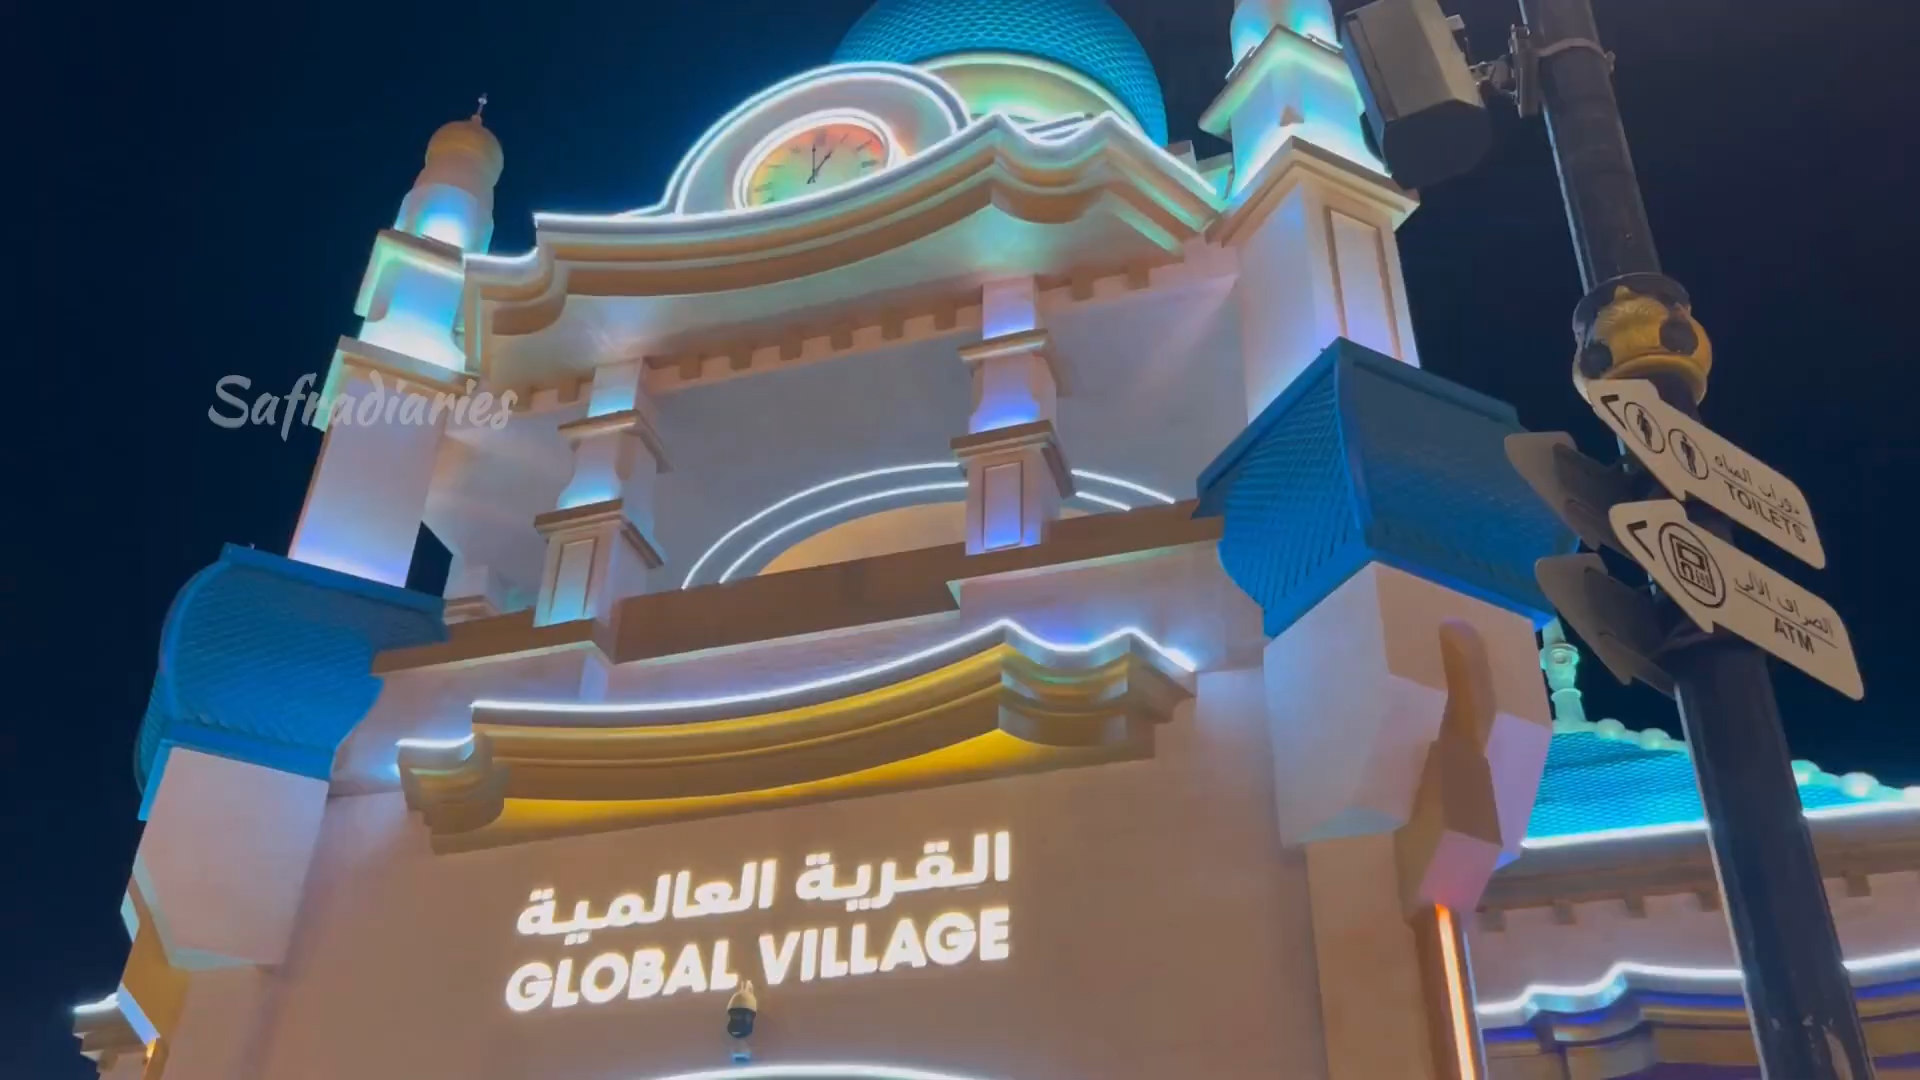 Safradiaries
القرية العالمية
GLOBAL VILLAGE
دورات المياه
TOILETS
الصراف الآلي
ATM